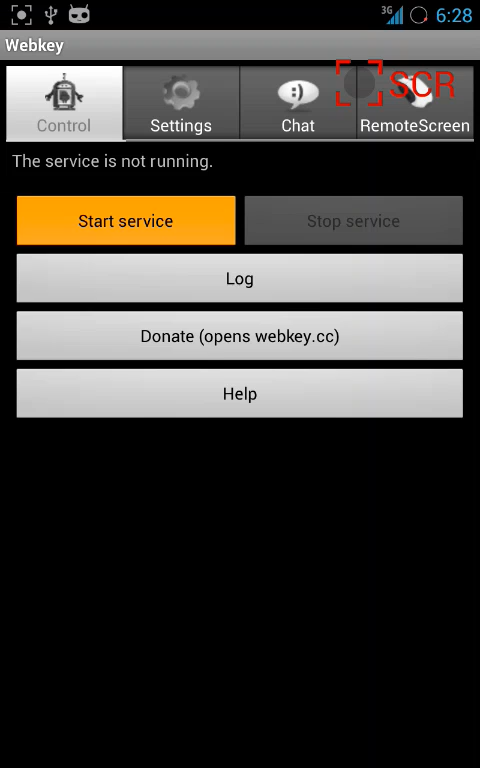 3G 6:28
Webkey
SCR
Control Settings Chat RemoteScreen
The service is not running.
Start service Stop service
Log
Donate (opens webkey.cc)
Help